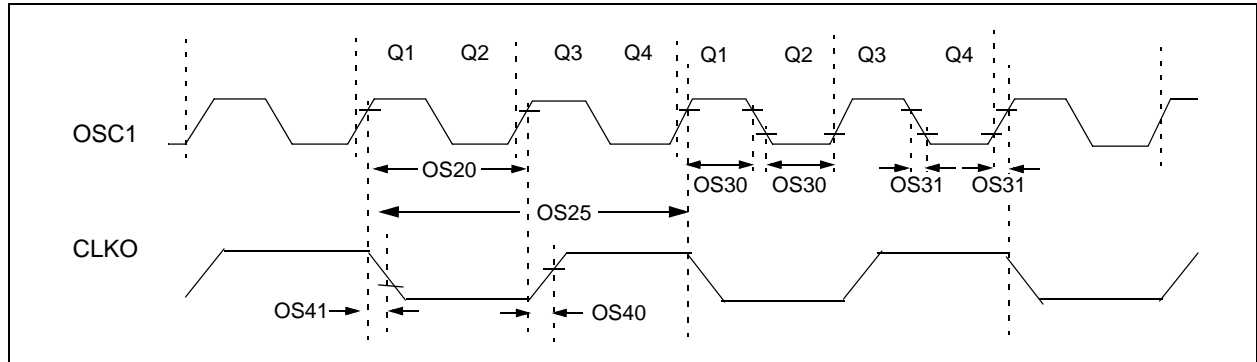 Q1 Q2 Q3 Q4 Q1 Q2 Q3 Q4
OSC1
OS20
OS30 OS30 OS31 OS31
OS25
CLKO
OS41 OS40